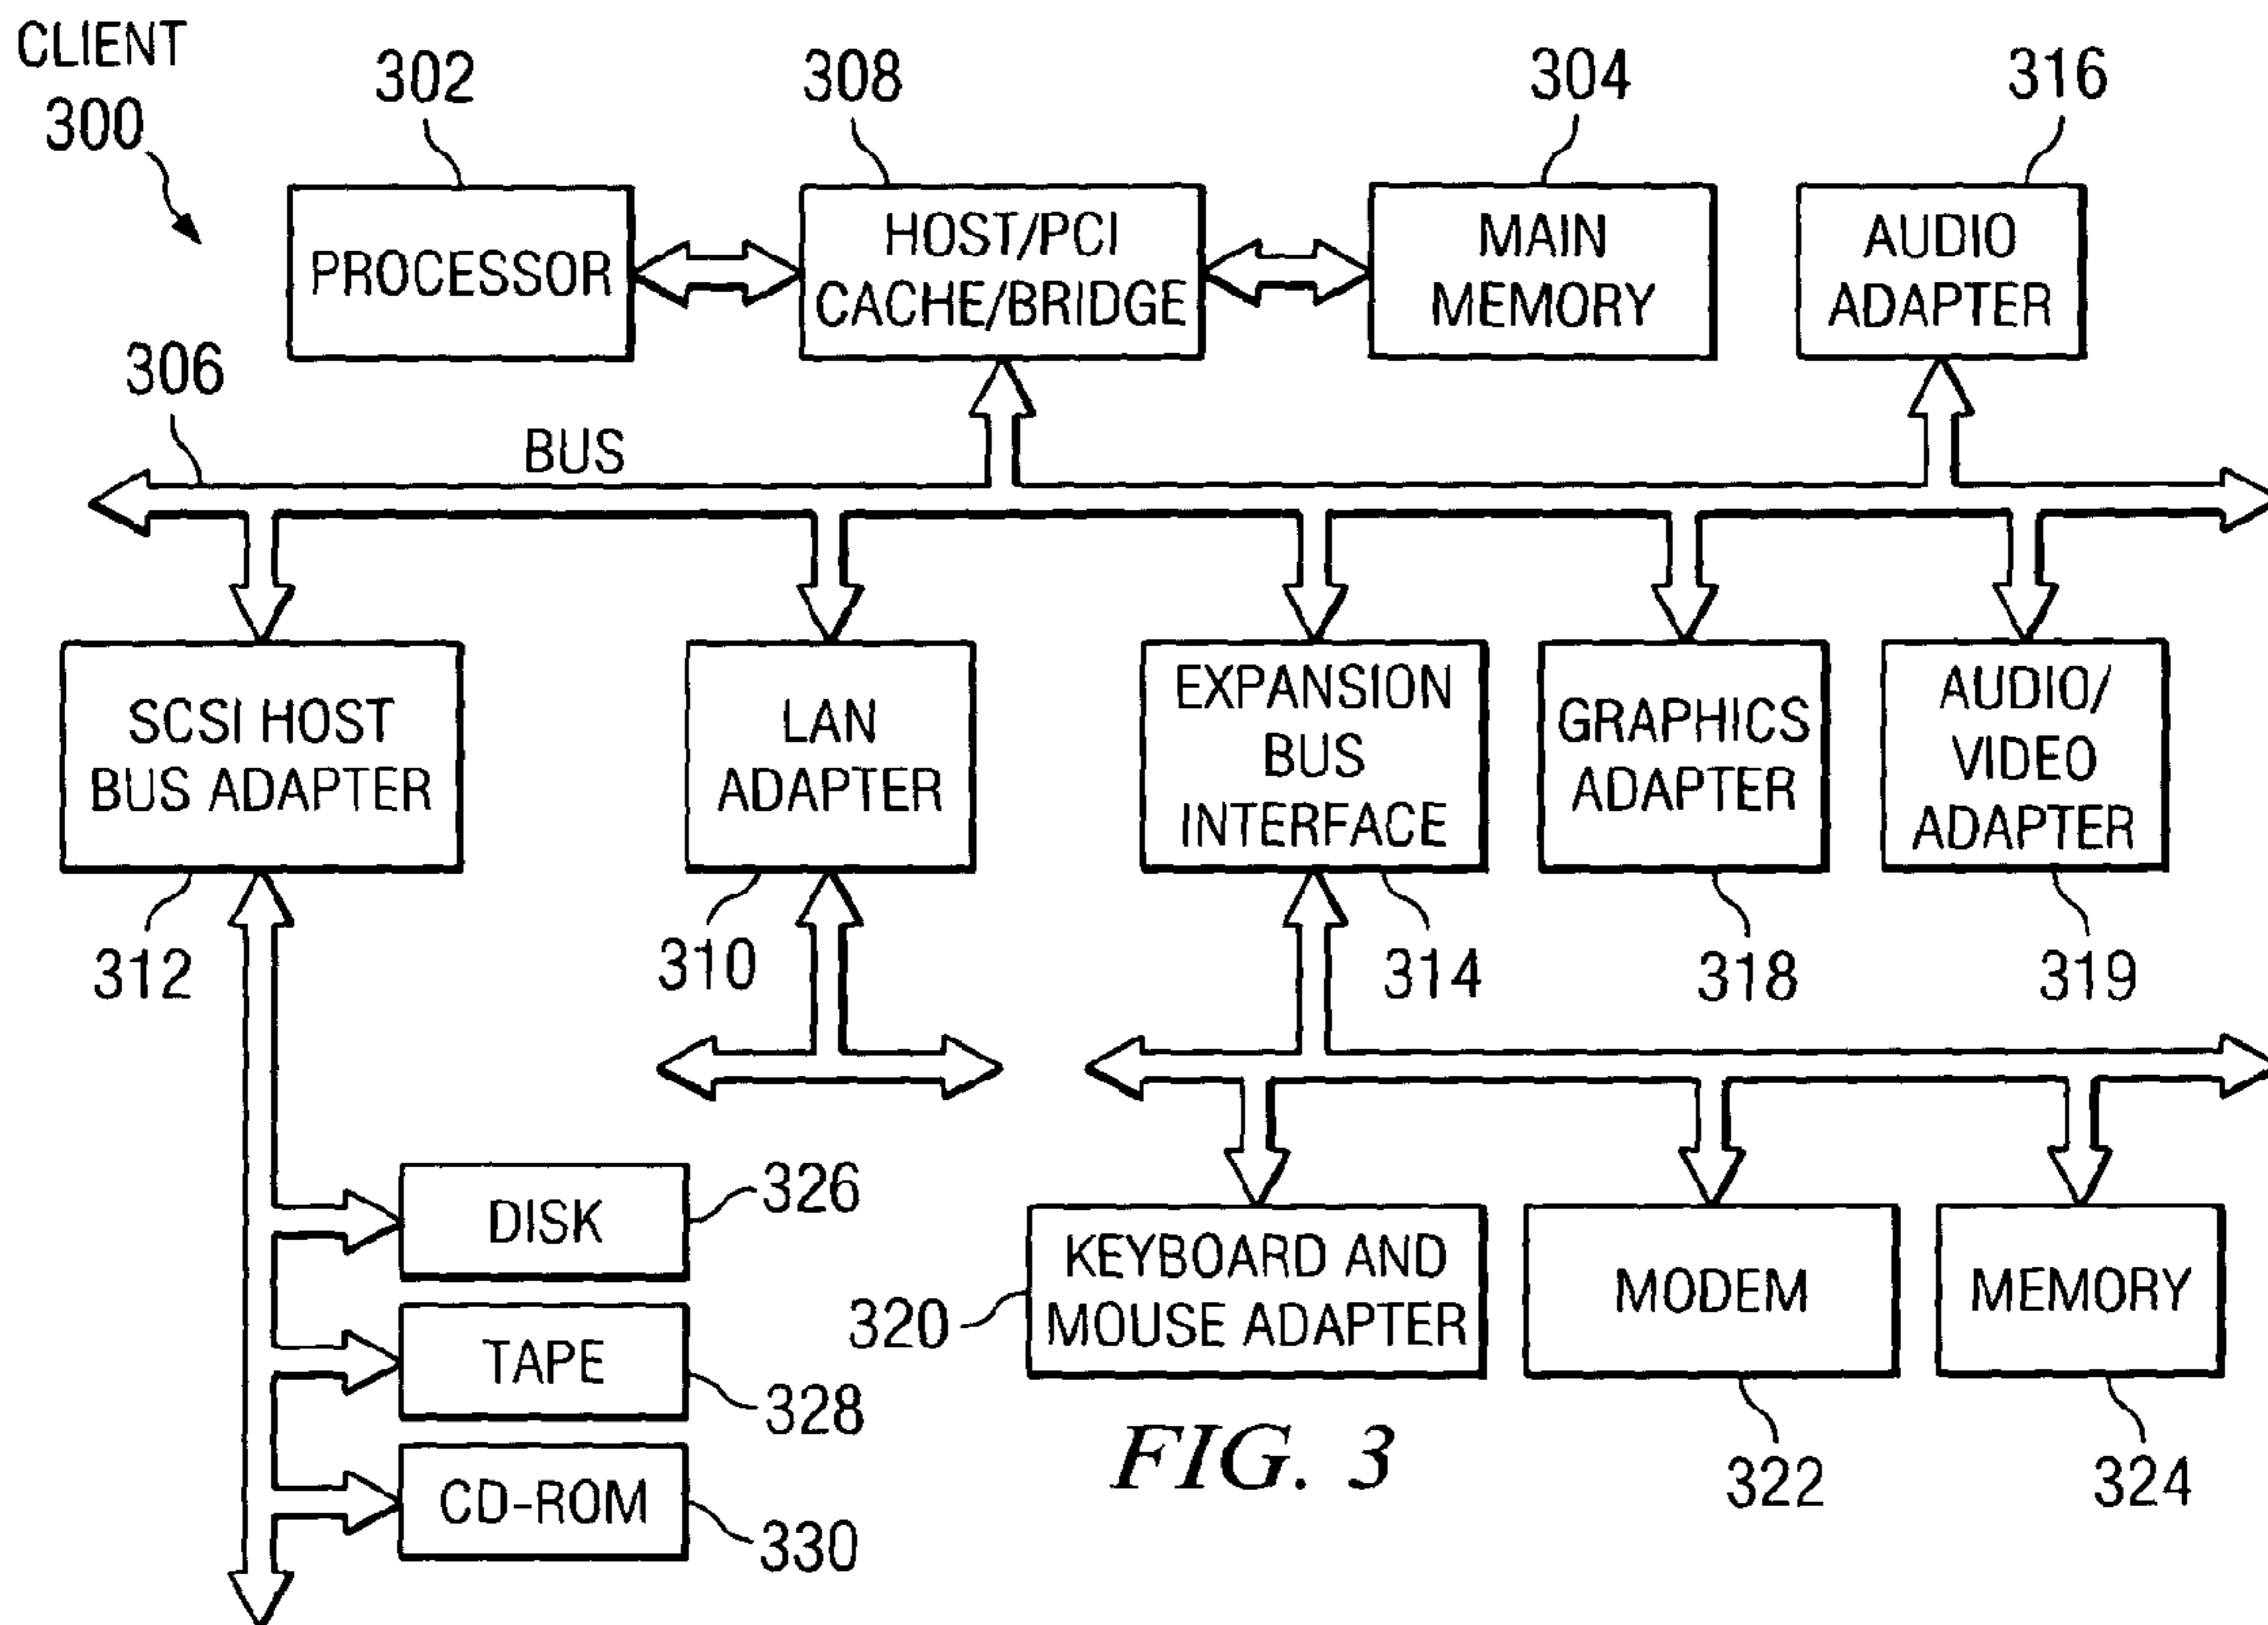 CLIENT
300
302
308
304
316
PROCESSOR
HOST/PCI
CACHE/BRIDGE
MAIN
MEMORY
AUDIO
ADAPTER
306
BUS
SCSI HOST
BUS ADAPTER
LAN
ADAPTER
EXPANSION
BUS
INTERFACE
GRAPHICS
ADAPTER
AUDIO/
VIDEO
ADAPTER
312
310
314
318
319
DISK
326
TAPE
328
CD-ROM
330
320
KEYBOARD AND
MOUSE ADAPTER
MODEM
MEMORY
322
324
FIG. 3